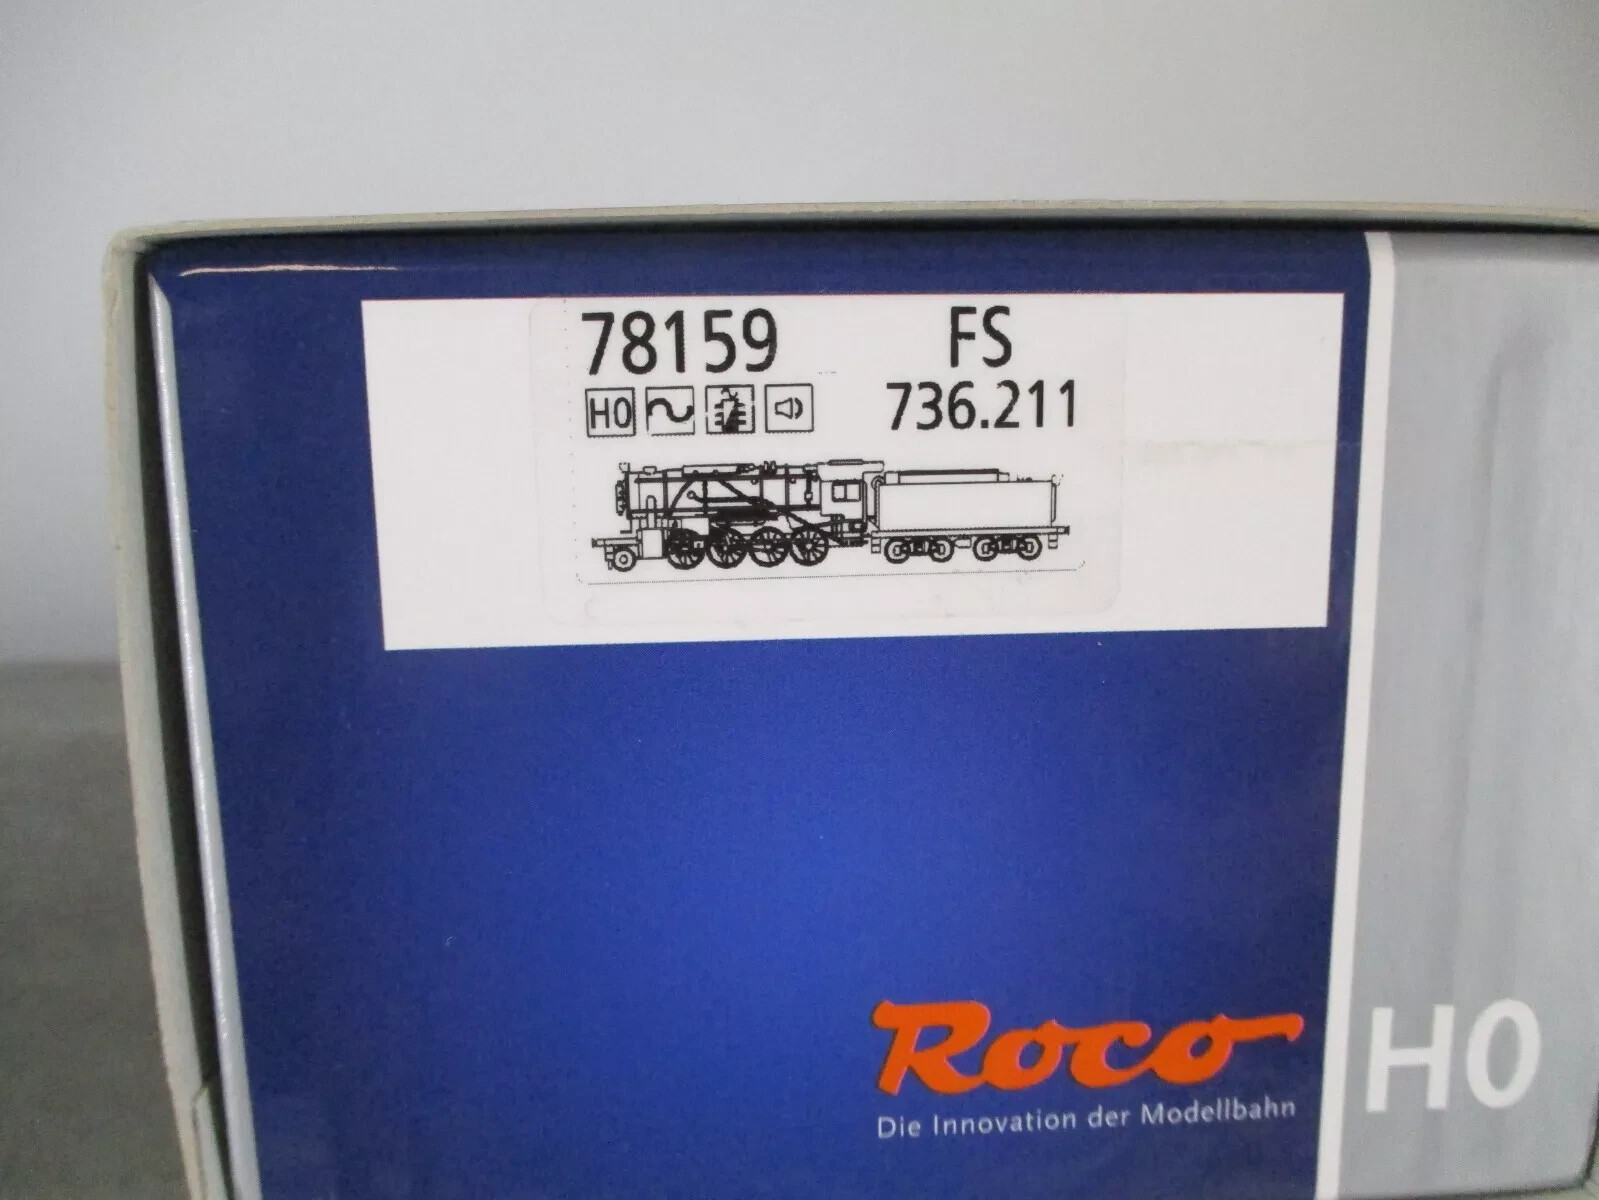 78159 FS
H0 736.211
Roco
Die Innovation der Modellbahn
H0